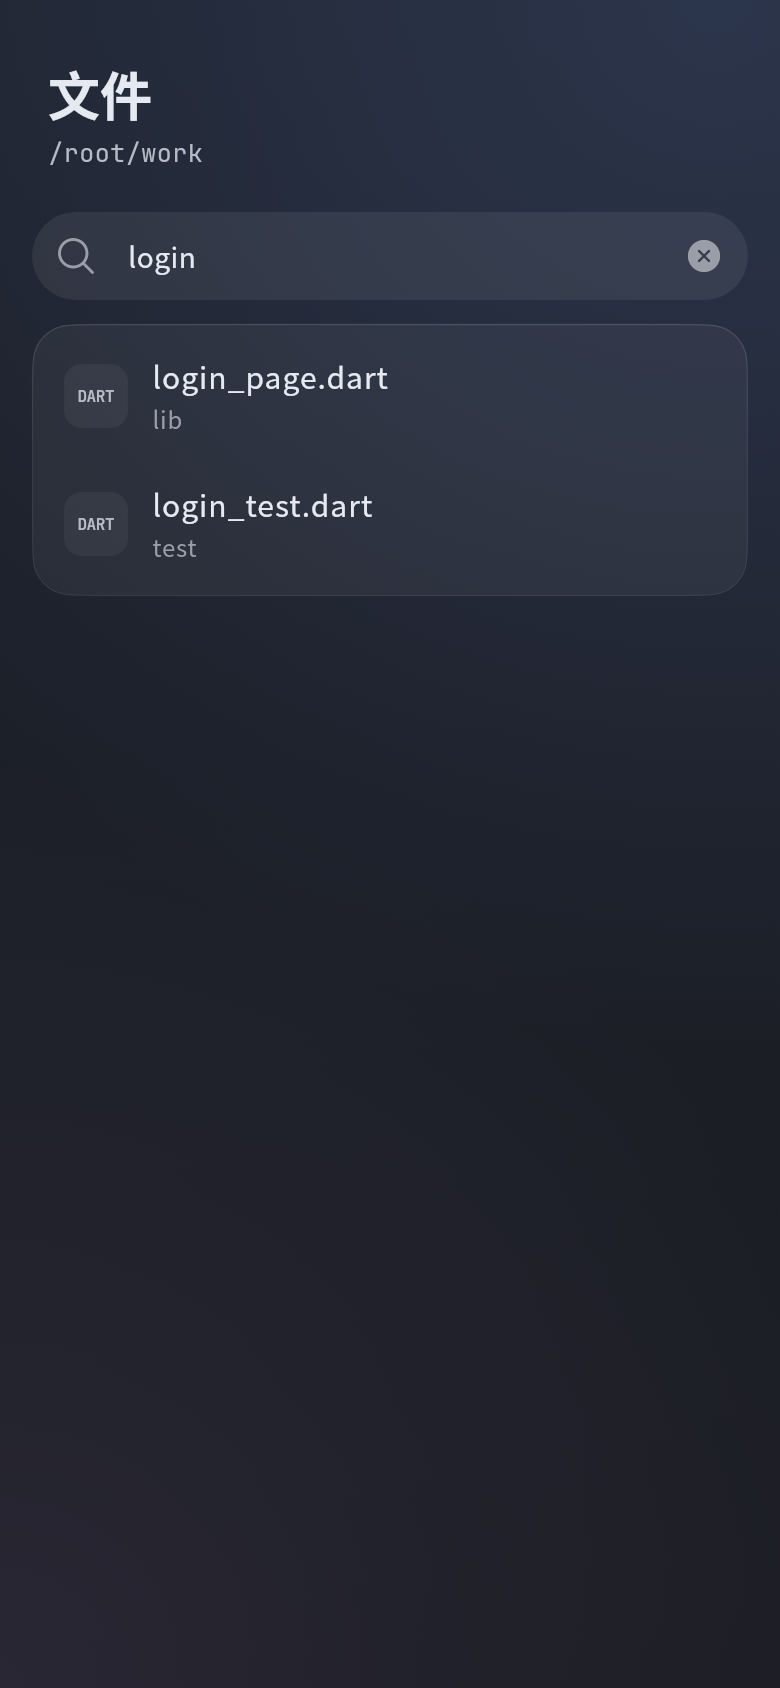 文件
/root/work
login
DART
login_page.dart
lib
DART
login_test.dart
test